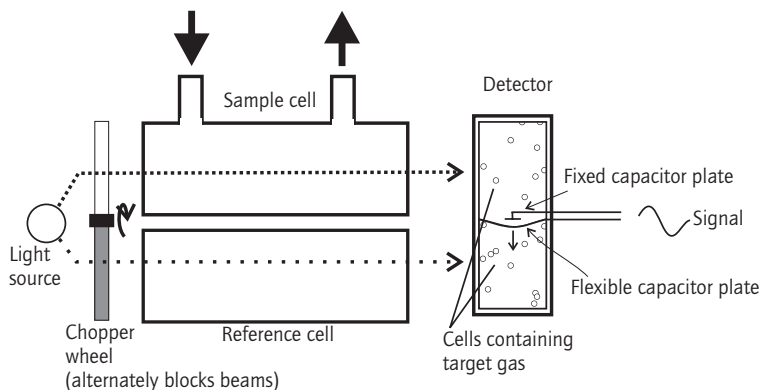 Sample cell
Detector
Fixed capacitor plate
Signal
Light
source
Flexible capacitor plate
Chopper
wheel
(alternately blocks beams)
Reference cell
Cells containing
target gas